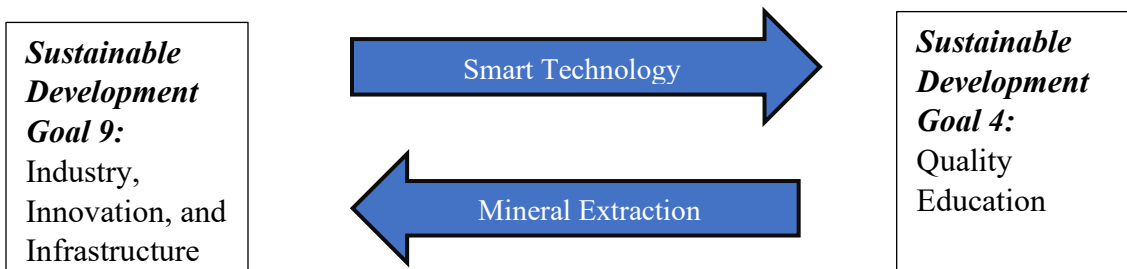 Sustainable
Development
Goal 9:
Industry,
Innovation, and
Infrastructure
Smart Technology
Mineral Extraction
Sustainable
Development
Goal 4:
Quality
Education